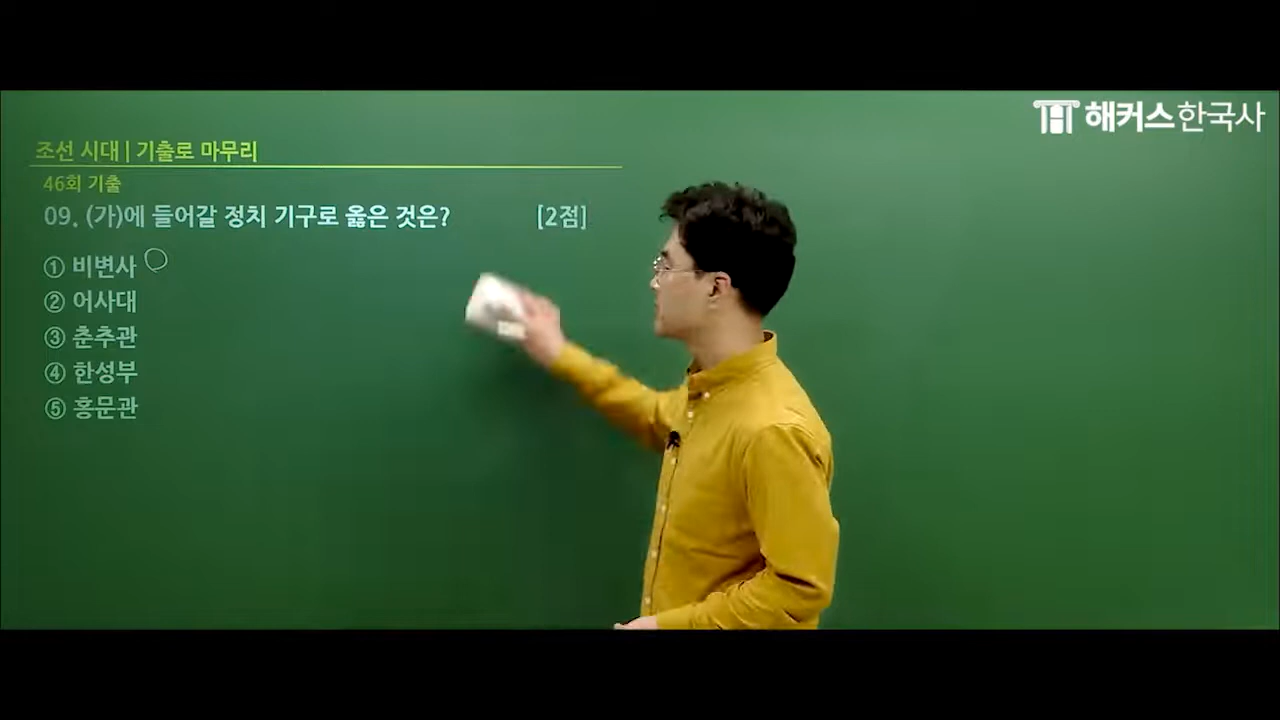 해커스한국사
조선 시대 | 기출로 마무리
46회 기출
09. (가)에 들어갈 정치 기구로 옳은 것은? [2점]
① 비변사
② 어사대
③ 춘추관
④ 한성부
⑤ 홍문관